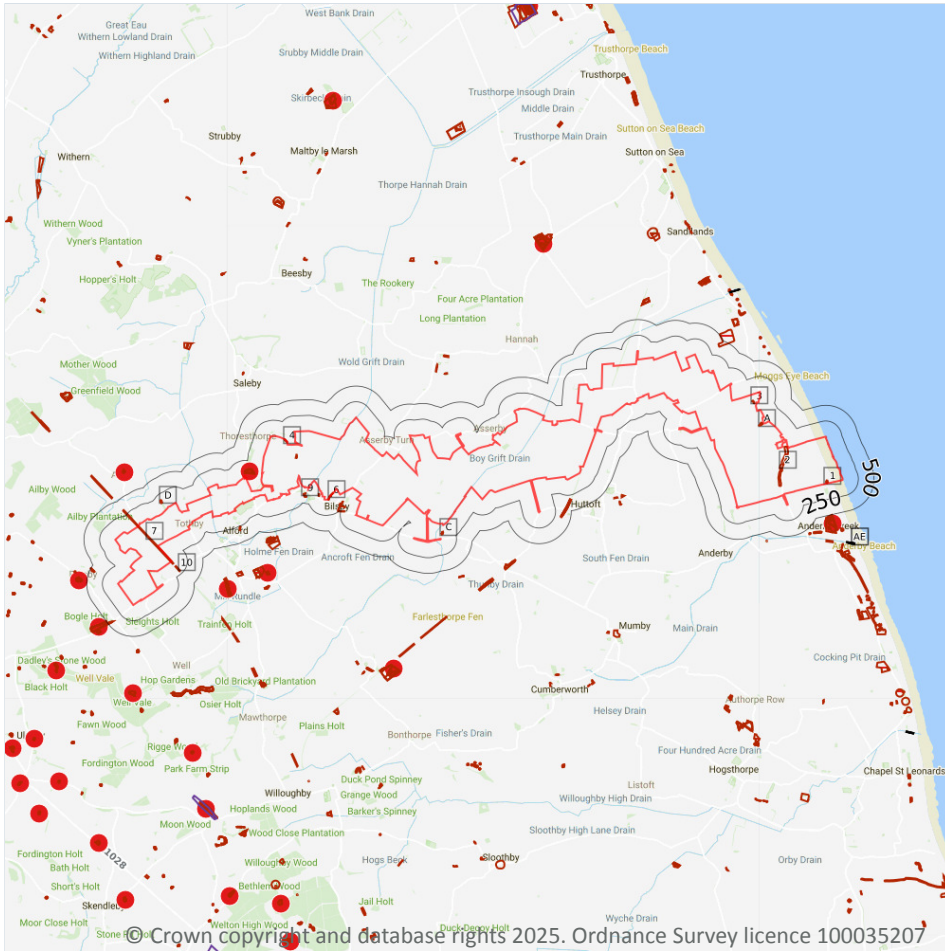 West Bank Drain
Great Eau
Withern Lowland Drain
Withern Highland Drain
Srubby Middle Drain
Trusthorpe Beach
Trusthorpe
Trusthorpe Insough Drain
Middle Drain
Trusthorpe Main Drain
Sutton on Sea Beach
Sutton on Sea
Strubby
Maltby le Marsh
Withern
Thorpe Hannah Drain
Withern Wood
Vyner's Plantation
Hopper's Holt
Beesby
The Rookery
Four Acre Plantation
Long Plantation
Hannah
Sandilands
Wold Grift Drain
Mother Wood
Greenfield Wood
Saleby
Moggs Eye Beach
3
A
Thoresthorpe
4
Asserby Turn
Asserby
Boy Grift Drain
2
1
500
250
Ailby Wood
Ailby Plantation
D
9
6
Bilsby
Tothby
7
Alford
C
Huttoft
AE
Anderby Beach
Anderby
10
Holme Fen Drain
Ancroft Fen Drain
South Fen Drain
Thurlby Drain
Bogle Holt
Sleights Holt
Farlesthorpe Fen
Mumby
Main Drain
Cocking Pit Drain
Dadley's Stone Wood
Black Holt
Well Vale
Well
Hop Gardens
Well Vale
Old Brickyard Plantation
Osier Holt
Fawn Wood
Mawthorpe
Plains Holt
Cumberworth
Helsey Drain
Authorpe Row
Bonthorpe
Fisher's Drain
Fordington Wood
Park Farm Strip
Four Hundred Acre Drain
Hogsthorpe
Chapel St Leonards
Duck Pond Spinney
Grange Wood
Barker's Spinney
Willoughby
Hoplands Wood
Moon Wood
Listoft
Willoughby High Drain
Wood Close Plantation
Sloothby High Lane Drain
Fordington Holt
Bath Holt
1028
Short's Holt
Willoughby Wood
Hogs Beck
Sloothby
Orby Drain
Bethlem Wood
Jail Holt
Skendleby
Moor Close Holt
Welton High Wood
Wyche Drain
Duck Decoy Holt
© Crown copyright and database rights 2025. Ordnance Survey licence 100035207